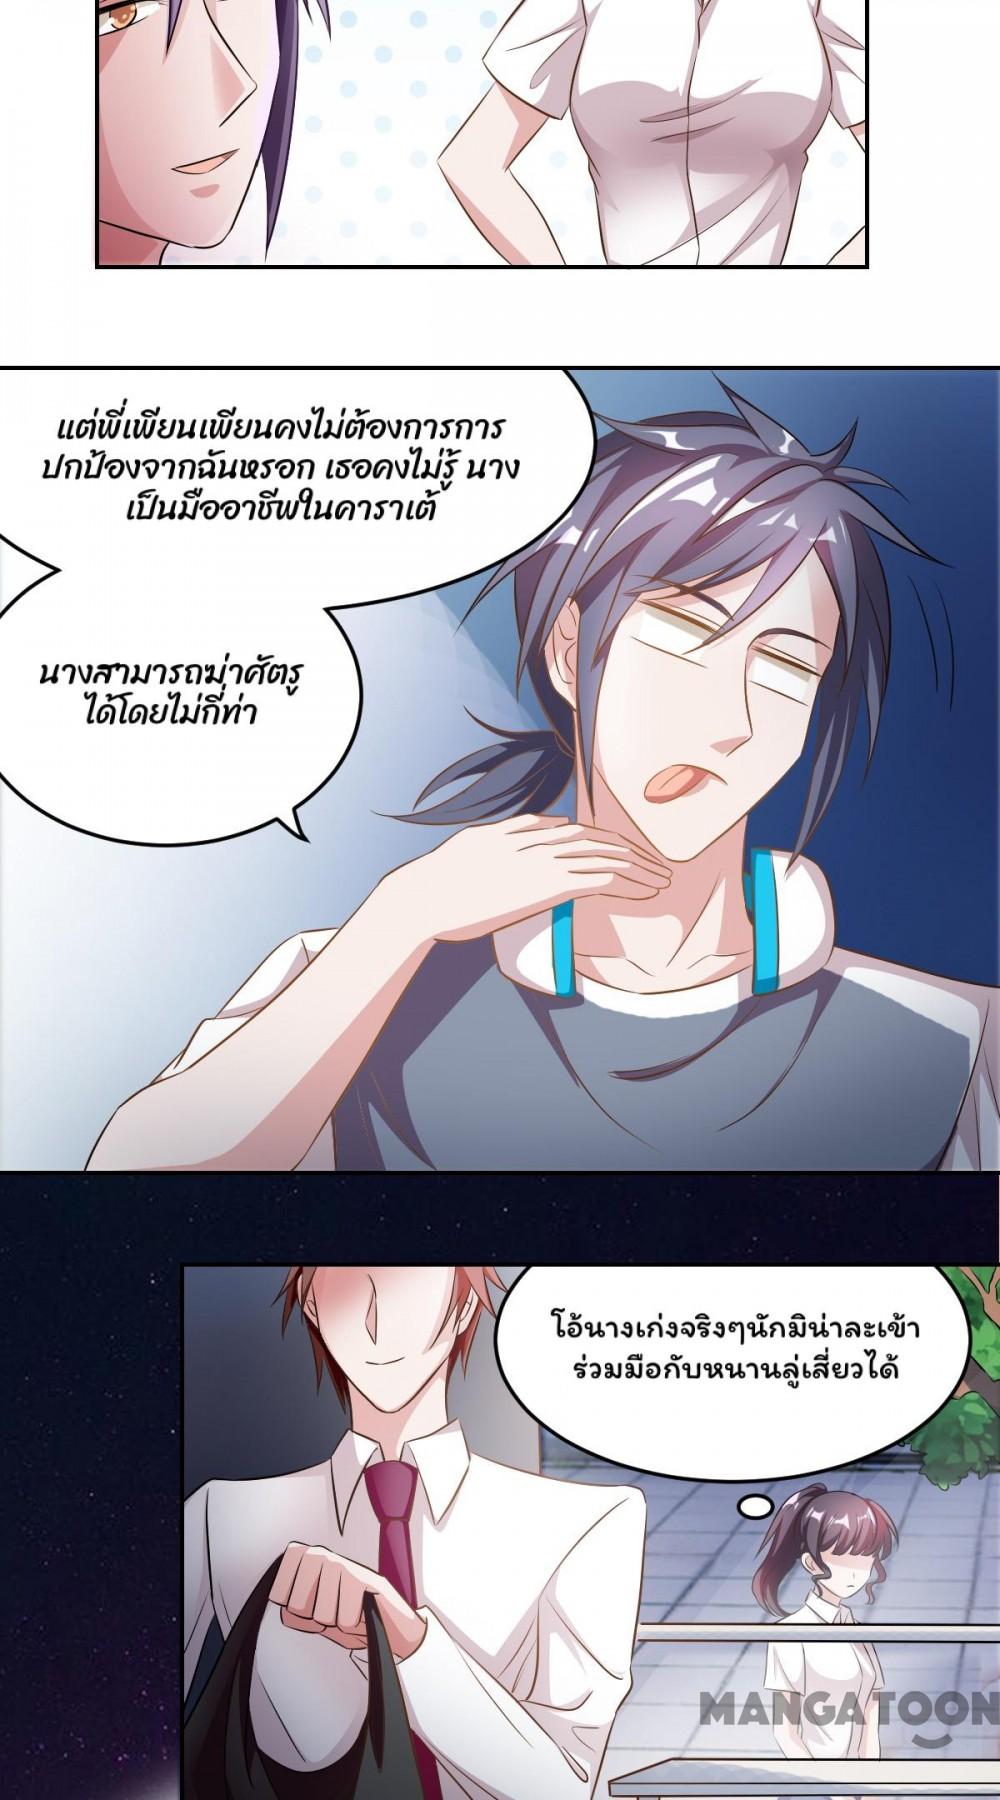 แต่พี่เพียนเพียนคงไม่ต้องการการ
ปกป้องจากฉันหรอก เธอคงไม่รู้ นาง
เป็นมืออาชีพในคาราเต้
นางสามารถฆ่าศัตรู
ได้โดยไม่กี่ท่า
โอ้นางเก่งจริงๆนักมิน่าละเข้า
ร่วมมือกับหนานลู่เสี่ยวได้
MANGATOON